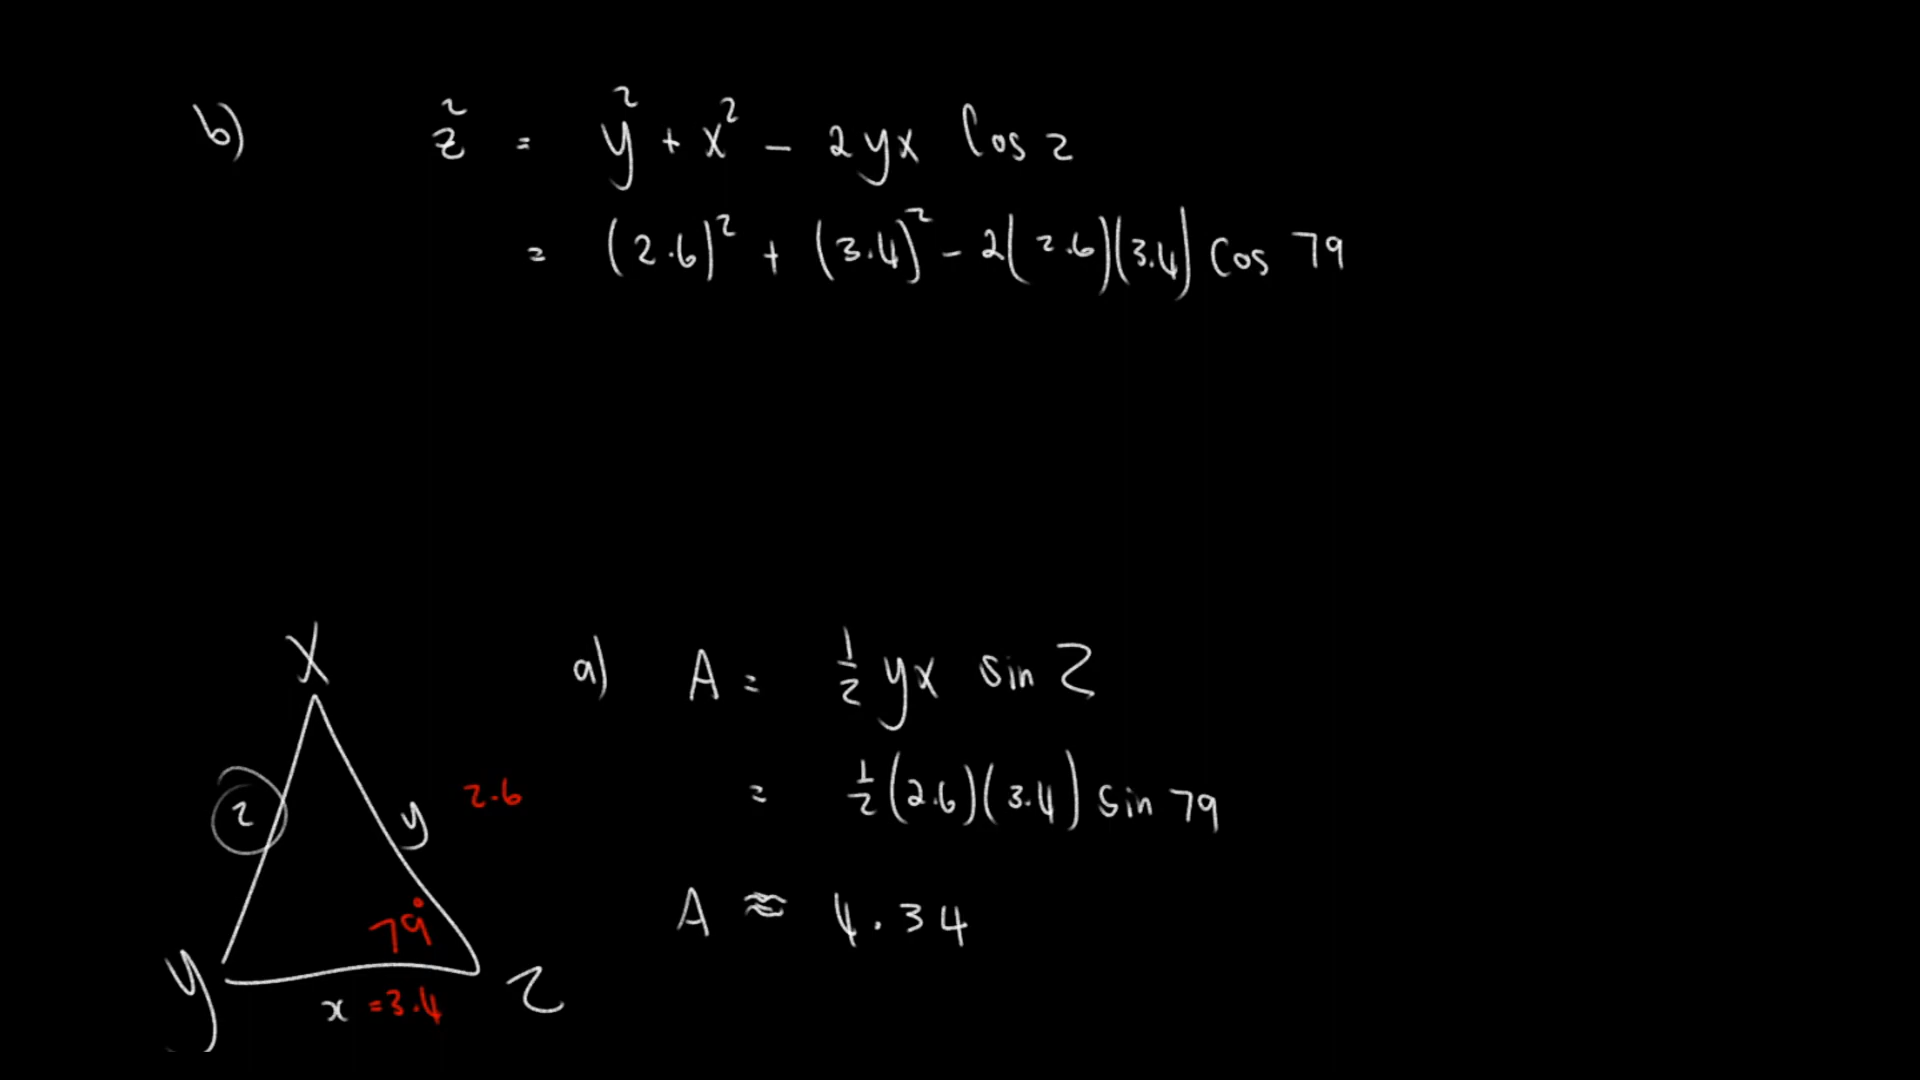 b) z² = y² + x² - 2yx Cos z
= (2.6)² + (3.4)² - 2(2.6)(3.4) Cos 79
X
a) A = 1/2 yx sin Z
z
y 2.6
= 1/2 (2.6)(3.4) sin 79
79°
A ≈ 4.34
y
x = 3.4
z